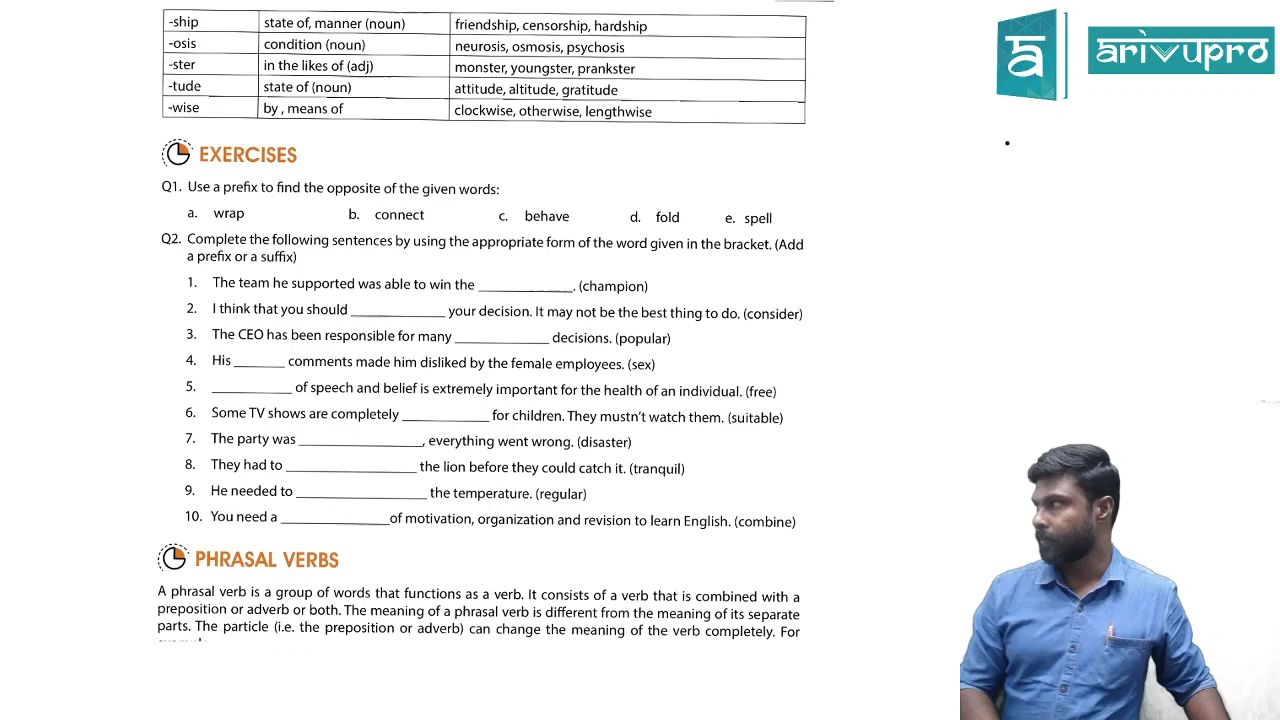 -ship state of, manner (noun) friendship, censorship, hardship
-osis condition (noun) neurosis, osmosis, psychosis
-ster in the likes of (adj) monster, youngster, prankster
-tude state of (noun) attitude, altitude, gratitude
-wise by , means of clockwise, otherwise, lengthwise
EXERCISES
Q1. Use a prefix to find the opposite of the given words:
a. wrap b. connect c. behave d. fold e. spell
Q2. Complete the following sentences by using the appropriate form of the word given in the bracket. (Add
a prefix or a suffix)
1. The team he supported was able to win the ____________. (champion)
2. I think that you should ____________ your decision. It may not be the best thing to do. (consider)
3. The CEO has been responsible for many ____________ decisions. (popular)
4. His ______ comments made him disliked by the female employees. (sex)
5. __________ of speech and belief is extremely important for the health of an individual. (free)
6. Some TV shows are completely ___________ for children. They mustn't watch them. (suitable)
7. The party was ________________, everything went wrong. (disaster)
8. They had to ________________ the lion before they could catch it. (tranquil)
9. He needed to ________________ the temperature. (regular)
10. You need a ______________of motivation, organization and revision to learn English. (combine)
PHRASAL VERBS
A phrasal verb is a group of words that functions as a verb. It consists of a verb that is combined with a
preposition or adverb or both. The meaning of a phrasal verb is different from the meaning of its separate
parts. The particle (i.e. the preposition or adverb) can change the meaning of the verb completely. For
a
arivupro